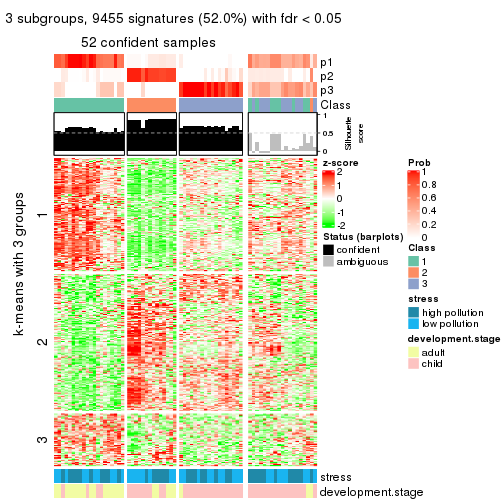 3 subgroups, 9455 signatures (52.0%) with fdr < 0.05
52 confident samples
p1
p2
p3
Class
1
0.5
0
Silhouette
score
k-means with 3 groups
1
2
3
stress
development.stage
z-score
2
1
0
-1
-2
Status (barplots)
confident
ambiguous
Prob
1
0.8
0.6
0.4
0.2
0
Class
1
2
3
stress
high pollution
low pollution
development.stage
adult
child